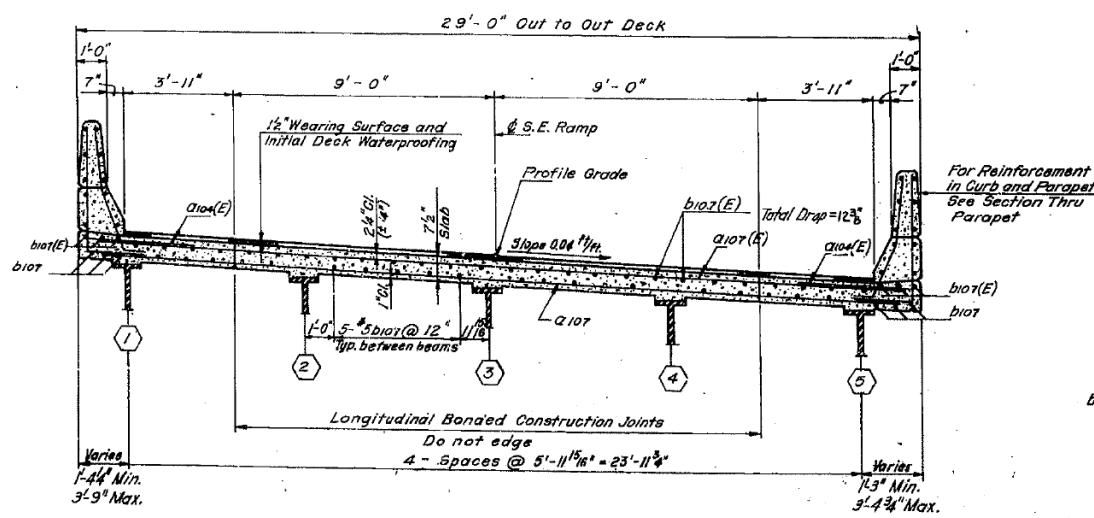 29'-0" Out to Out Deck
1'-0"
1'-0"
7"
3'-11"
9'-0"
9'-0"
3'-11"
7"
1½" Wearing Surface and
Initial Deck Waterproofing
℄ S.E. Ramp
Profile Grade
For Reinforcement
in Curb and Parapet
See Section Thru
Parapet
a104(E)
2¼" Cl.
(± ¼")
7½"
Slab
b107(E)
Total Drop = 12⅜"
Slope 0.04 '/ft.
a107(E)
a104(E)
b107(E)
b107
1" Cl.
a107
b107(E)
b107
1'-0"
5-#5 b107 @ 12"
11 15/16"
Typ. between beams
1
2
3
4
5
Longitudinal Bonded Construction Joints
Do not edge
4 - Spaces @ 5'-11 15/16" = 23'-11¾"
Varies
1'-4¼" Min.
3'-9" Max.
Varies
1'-3" Min.
3'-4¾" Max.
b